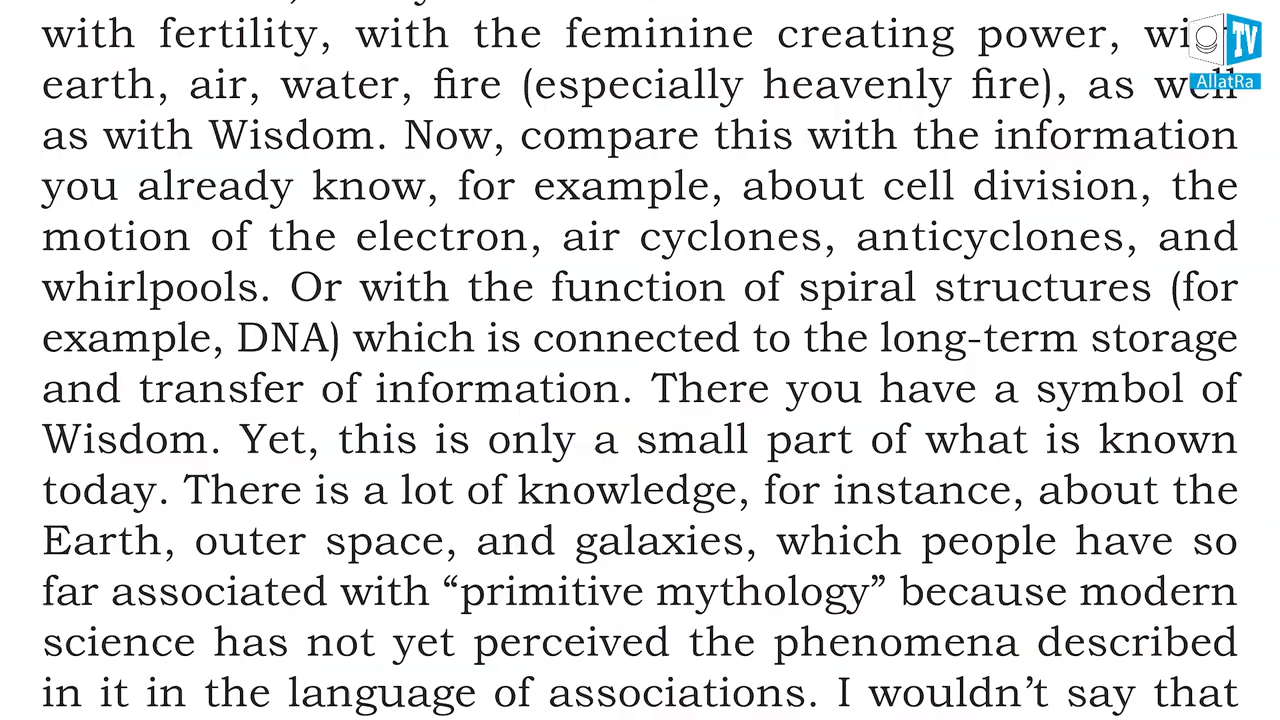 with fertility, with the feminine creating power, with
earth, air, water, fire (especially heavenly fire), as well
as with Wisdom. Now, compare this with the information
you already know, for example, about cell division, the
motion of the electron, air cyclones, anticyclones, and
whirlpools. Or with the function of spiral structures (for
example, DNA) which is connected to the long-term storage
and transfer of information. There you have a symbol of
Wisdom. Yet, this is only a small part of what is known
today. There is a lot of knowledge, for instance, about the
Earth, outer space, and galaxies, which people have so
far associated with “primitive mythology” because modern
science has not yet perceived the phenomena described
in it in the language of associations. I wouldn’t say that
TV
AllatRa